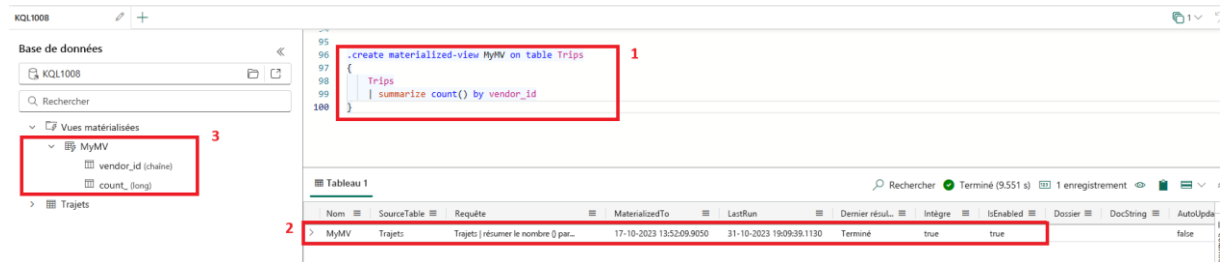 KQL1008
1
Base de données
KQL1008
Rechercher
Vues matérialisées
3
MyMV
vendor_id (chaîne)
count_ (long)
Trajets
95
96 .create materialized-view MyMV on table Trips
1
97 {
98 Trips
99 | summarize count() by vendor_id
100 }
Tableau 1
Rechercher Terminé (9.551 s) 1 enregistrement
Nom SourceTable Requête MaterializedTo LastRun Dernier résul... Intègre IsEnabled Dossier DocString AutoUpda
2
MyMV Trajets Trajets | résumer le nombre () par... 17-10-2023 13:52:09.9050 31-10-2023 19:09:39.1130 Terminé true true false